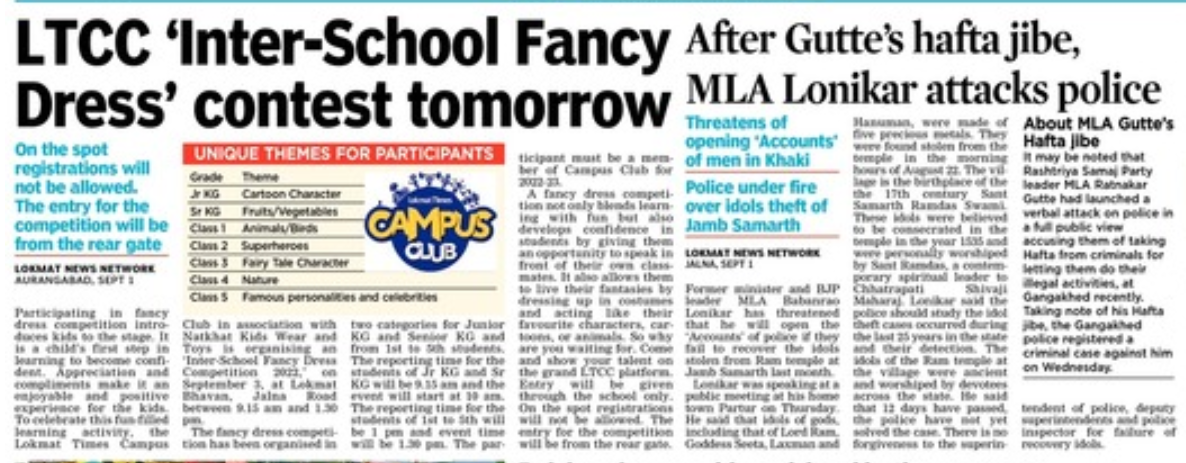 LTCC ‘Inter-School Fancy
Dress’ contest tomorrow
On the spot
registrations will
not be allowed.
The entry for the
competition will be
from the rear gate
LOKMAT NEWS NETWORK
AURANGABAD, SEPT 1
Participating in fancy
dress competition intro-
duces kids to the stage. It
is a child's first step in
learning to become confi-
dent. Appreciation and
compliments make it an
enjoyable and positive
experience for the kids.
To celebrate this fun-filled
learning activity, the
Lokmat Times Campus
UNIQUE THEMES FOR PARTICIPANTS
Grade Theme
Jr KG Cartoon Character
Sr KG Fruits/Vegetables
Class 1 Animals/Birds
Class 2 Superheroes
Class 3 Fairy Tale Character
Class 4 Nature
Class 5 Famous personalities and celebrities
Lokmat Times
CAMPUS
CLUB
Club in association with
Natkhat Kids Wear and
Toys is organising an
'Inter-School Fancy Dress
Competition 2022,' on
September 3, at Lokmat
Bhavan, Jalna Road
between 9.15 am and 1.30
pm.
The fancy dress competi-
tion has been organised in
two categories for Junior
KG and Senior KG and
from 1st to 5th students.
The reporting time for the
students of Jr KG and Sr
KG will be 9.15 am and the
event will start at 10 am.
The reporting time for the
students of 1st to 5th will
be 1 pm and event time
will be 1.30 pm. The par-
ticipant must be a mem-
ber of Campus Club for
2022-23.
A fancy dress competi-
tion not only blends learn-
ing with fun but also
develops confidence in
students by giving them
an opportunity to speak in
front of their own class-
mates. It also allows them
to live their fantasies by
dressing up in costumes
and acting like their
favourite characters, car-
toons, or animals. So why
are you waiting for. Come
and show your talent on
the grand LTCC platform.
Entry will be given
through the school only.
On the spot registrations
will not be allowed. The
entry for the competition
will be from the rear gate.
After Gutte’s hafta jibe,
MLA Lonikar attacks police
Threatens of
opening ‘Accounts’
of men in Khaki
Police under fire
over idols theft of
Jamb Samarth
LOKMAT NEWS NETWORK
JALNA, SEPT 1
Former minister and BJP
leader MLA Babanrao
Lonikar has threatened
that he will open the
'Accounts' of police if they
fail to recover the idols
stolen from Ram temple at
Jamb Samarth last month.
Lonikar was speaking at a
public meeting at his home
town Partur on Thursday.
He said that idols of gods,
including that of Lord Ram,
Goddess Seeta, Laxman and
Hanuman, were made of
five precious metals. They
were found stolen from the
temple in the morning
hours of August 22. The vil-
lage is the birthplace of the
the 17th century Sant
Samarth Ramdas Swami.
These idols were believed
to be consecrated in the
temple in the year 1535 and
were personally worshiped
by Sant Ramdas, a contem-
porary spiritual leader to
Chhatrapati Shivaji
Maharaj. Lonikar said the
police should study the idol
theft cases occurred during
the last 25 years in the state
and their detection. The
idols of the Ram temple at
the village were ancient
and worshiped by devotees
across the state. He said
that 12 days have passed,
the police have not yet
solved the case. There is no
forgiveness to the superin-
About MLA Gutte’s
Hafta jibe
It may be noted that
Rashtriya Samaj Party
leader MLA Ratnakar
Gutte had launched a
verbal attack on police in
a full public view
accusing them of taking
Hafta from criminals for
letting them do their
illegal activities, at
Gangakhed recently.
Taking note of his Hafta
jibe, the Gangakhed
police registered a
criminal case against him
on Wednesday.
tendent of police, deputy
superintendents and police
inspector for failure of
recovery idols.